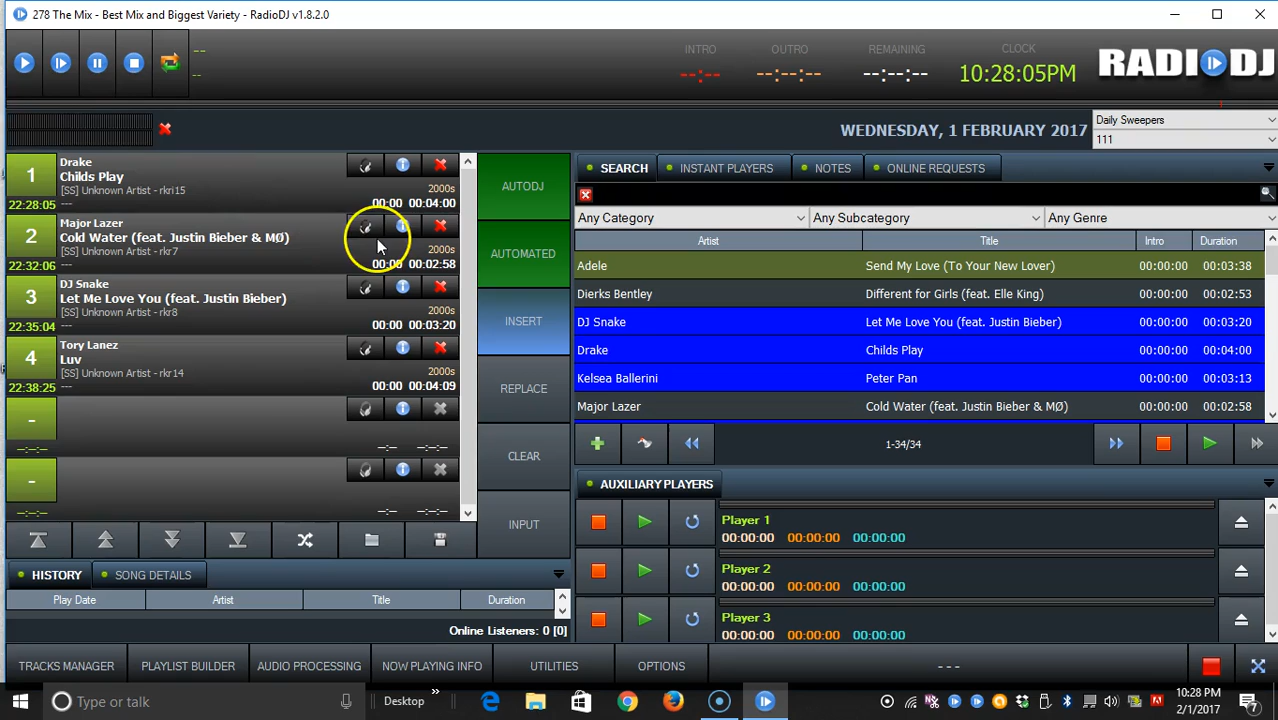 278 The Mix - Best Mix and Biggest Variety - RadioDJ v1.8.2.0
--
--
INTRO
--:--
OUTRO
--:--:--
REMAINING
--:--:--
CLOCK
10:28:05PM
RADIODJ
WEDNESDAY, 1 FEBRUARY 2017
Daily Sweepers
111
1
22:28:05
Drake
Childs Play
[SS] Unknown Artist - rkri15
---
2000s
00:00 00:04:00
2
22:32:06
Major Lazer
Cold Water (feat. Justin Bieber & MØ)
[SS] Unknown Artist - rkr7
---
2000s
00:00 00:02:58
3
22:35:04
DJ Snake
Let Me Love You (feat. Justin Bieber)
[SS] Unknown Artist - rkr8
---
2000s
00:00 00:03:20
4
22:38:25
Tory Lanez
Luv
[SS] Unknown Artist - rkr14
---
2000s
00:00 00:04:09
-
--:--:--
--:-- --:--:--
-
--:--:--
--:-- --:--:--
AUTODJ
AUTOMATED
INSERT
REPLACE
CLEAR
INPUT
SEARCH
INSTANT PLAYERS
NOTES
ONLINE REQUESTS
Any Category
Any Subcategory
Any Genre
Artist Title Intro Duration
Adele Send My Love (To Your New Lover) 00:00:00 00:03:38
Dierks Bentley Different for Girls (feat. Elle King) 00:00:00 00:02:53
DJ Snake Let Me Love You (feat. Justin Bieber) 00:00:00 00:03:20
Drake Childs Play 00:00:00 00:04:00
Kelsea Ballerini Peter Pan 00:00:00 00:03:13
Major Lazer Cold Water (feat. Justin Bieber & MØ) 00:00:00 00:02:58
1-34/34
AUXILIARY PLAYERS
Player 1
00:00:00 00:00:00 00:00:00
Player 2
00:00:00 00:00:00 00:00:00
Player 3
00:00:00 00:00:00 00:00:00
HISTORY
SONG DETAILS
Play Date Artist Title Duration
Online Listeners: 0 [0]
TRACKS MANAGER
PLAYLIST BUILDER
AUDIO PROCESSING
NOW PLAYING INFO
UTILITIES
OPTIONS
---
Type or talk
Desktop
10:28 PM
2/1/2017
7